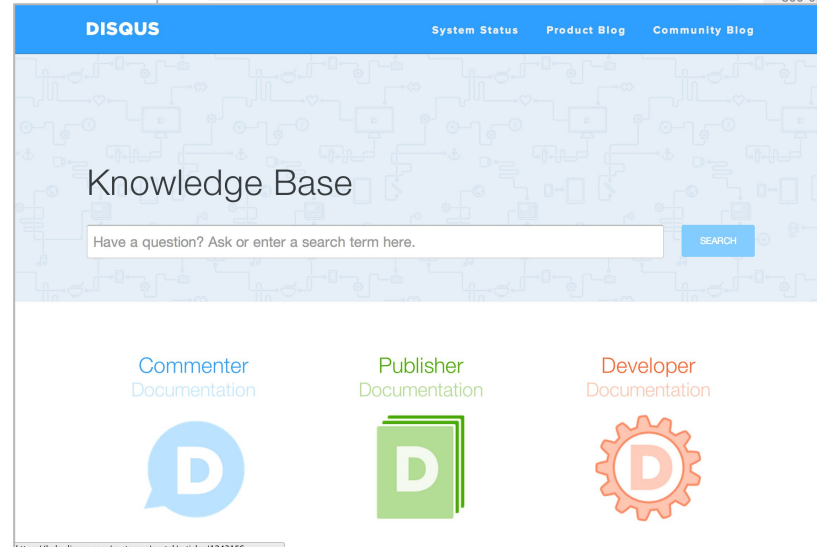 DISQUS
System Status Product Blog Community Blog
Knowledge Base
Have a question? Ask or enter a search term here.
SEARCH
Commenter
Documentation
Publisher
Documentation
Developer
Documentation
D
D
D